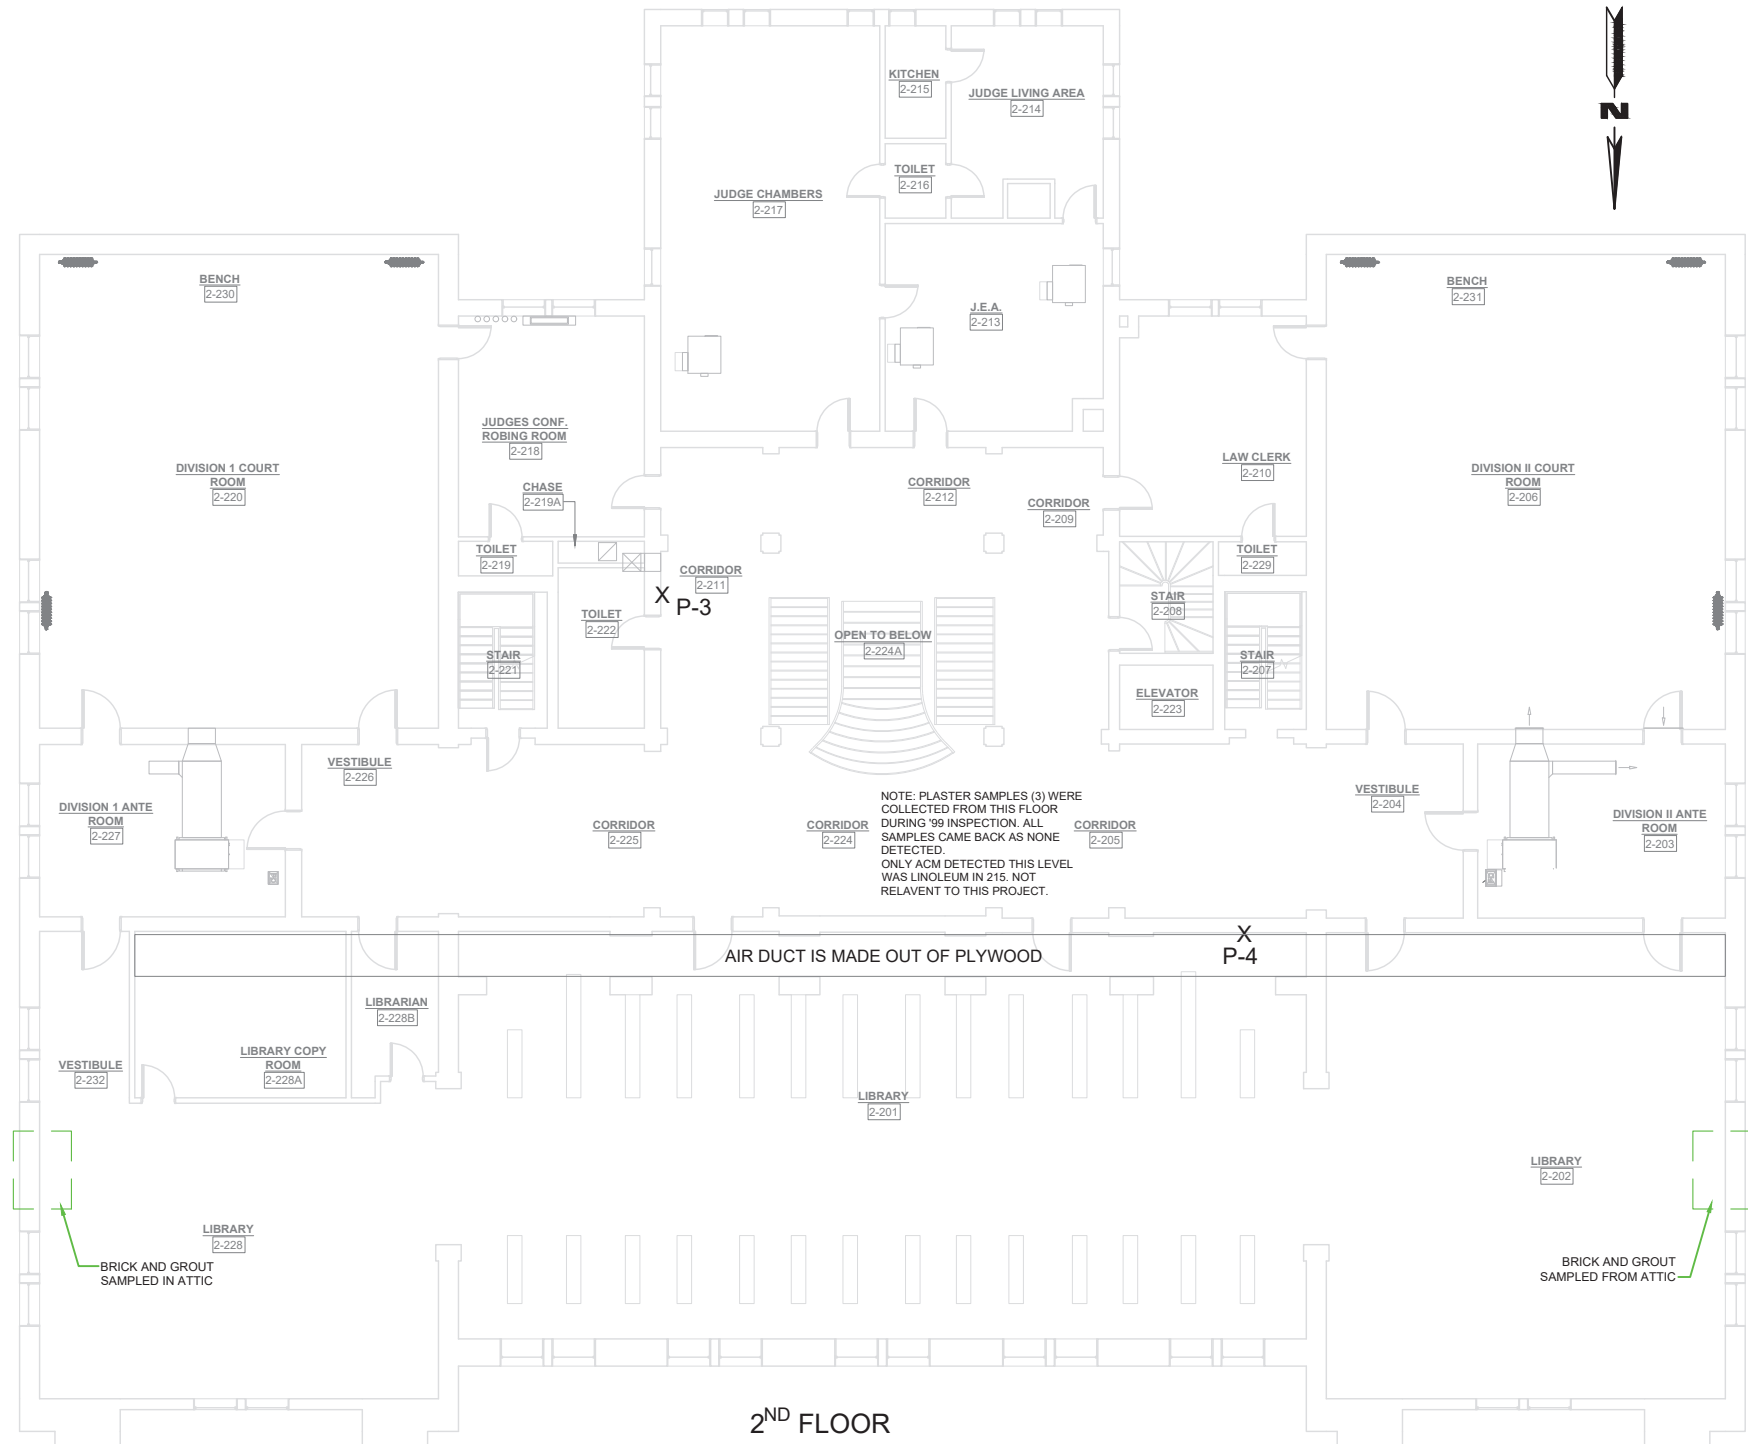 N
KITCHEN
2-215
JUDGE LIVING AREA
2-214
TOILET
2-216
JUDGE CHAMBERS
2-217
BENCH
2-230
BENCH
2-231
J.E.A.
2-213
JUDGES CONF.
ROBING ROOM
2-218
DIVISION 1 COURT
ROOM
2-220
CHASE
2-219A
CORRIDOR
2-212
CORRIDOR
2-209
LAW CLERK
2-210
DIVISION II COURT
ROOM
2-206
TOILET
2-219
CORRIDOR
2-211
X P-3
TOILET
2-229
STAIR
2-208
TOILET
2-222
OPEN TO BELOW
2-224A
STAIR
2-221
STAIR
2-207
ELEVATOR
2-223
VESTIBULE
2-226
DIVISION 1 ANTE
ROOM
2-227
CORRIDOR
2-225
CORRIDOR
2-224
NOTE: PLASTER SAMPLES (3) WERE
COLLECTED FROM THIS FLOOR
DURING '99 INSPECTION. ALL
SAMPLES CAME BACK AS NONE
DETECTED.
ONLY ACM DETECTED THIS LEVEL
WAS LINOLEUM IN 215. NOT
RELAVENT TO THIS PROJECT.
CORRIDOR
2-205
VESTIBULE
2-204
DIVISION II ANTE
ROOM
2-203
AIR DUCT IS MADE OUT OF PLYWOOD
X
P-4
LIBRARIAN
2-228B
LIBRARY COPY
ROOM
2-228A
VESTIBULE
2-232
LIBRARY
2-201
LIBRARY
2-202
LIBRARY
2-228
BRICK AND GROUT
SAMPLED IN ATTIC
BRICK AND GROUT
SAMPLED FROM ATTIC
2ND FLOOR